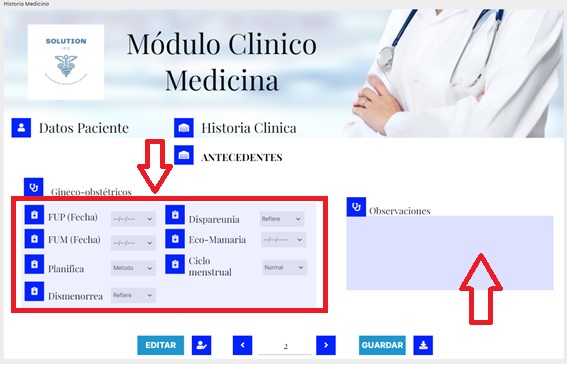 Historia Medicina
SOLUTION
Módulo Clinico
Medicina
Datos Paciente
Historia Clinica
ANTECEDENTES
Gineco-obstétricos
FUP (Fecha) --/--/---
Dispareunia Refiere
FUM (Fecha) --/--/---
Eco-Mamaria --/--/----
Planifica Metodo
Ciclo
menstrual Normal
Dismenorrea Refiere
Observaciones
EDITAR
2
GUARDAR